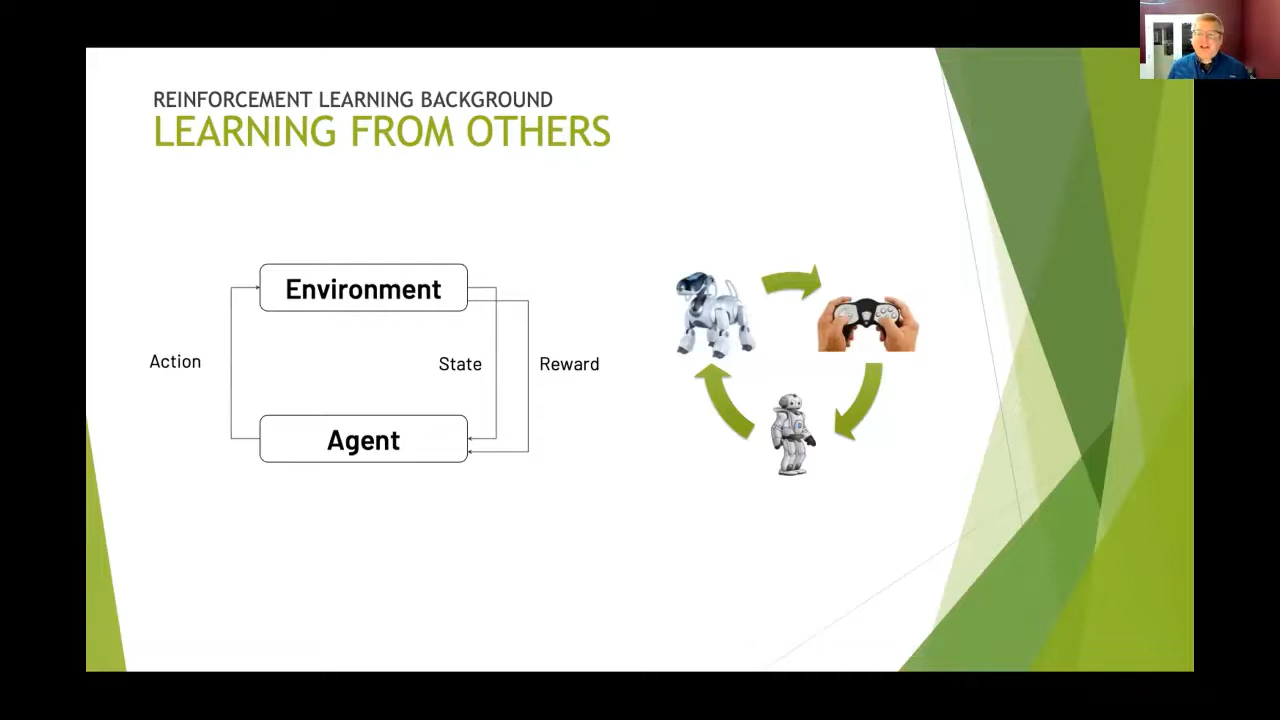 REINFORCEMENT LEARNING BACKGROUND
LEARNING FROM OTHERS
Environment
Action
State
Reward
Agent